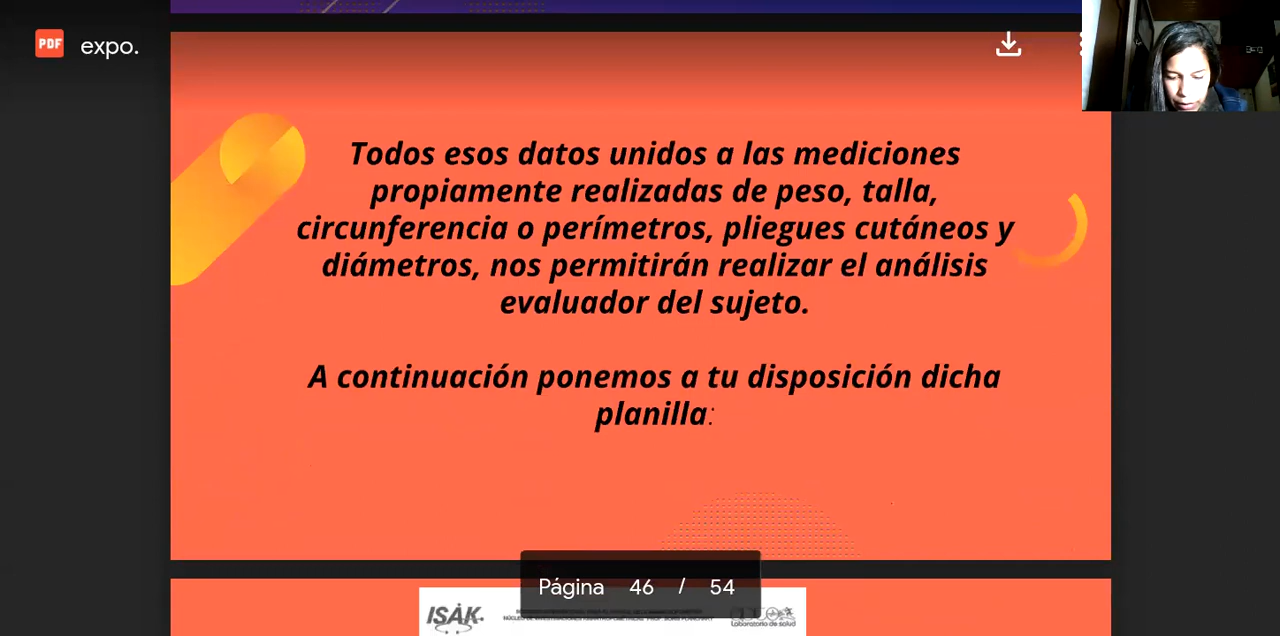 PDF expo.
Todos esos datos unidos a las mediciones
propiamente realizadas de peso, talla,
circunferencia o perímetros, pliegues cutáneos y
diámetros, nos permitirán realizar el análisis
evaluador del sujeto.
A continuación ponemos a tu disposición dicha
planilla:
Página 46 / 54
ISAK
Laboratorio de salud